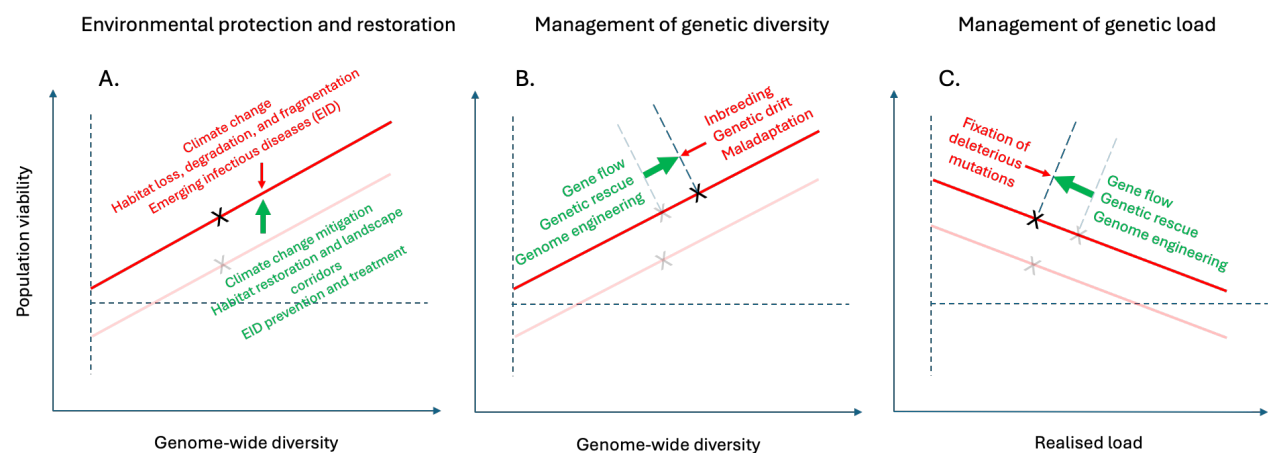 Environmental protection and restoration
Management of genetic diversity
Management of genetic load
A.
Climate change
Habitat loss, degradation, and fragmentation
Emerging infectious diseases (EID)
Climate change mitigation
Habitat restoration and landscape
corridors
EID prevention and treatment
Population viability
Genome-wide diversity
B.
Inbreeding
Genetic drift
Maladaptation
Gene flow
Genetic rescue
Genome engineering
Genome-wide diversity
C.
Fixation of
deleterious
mutations
Gene flow
Genetic rescue
Genome engineering
Realised load